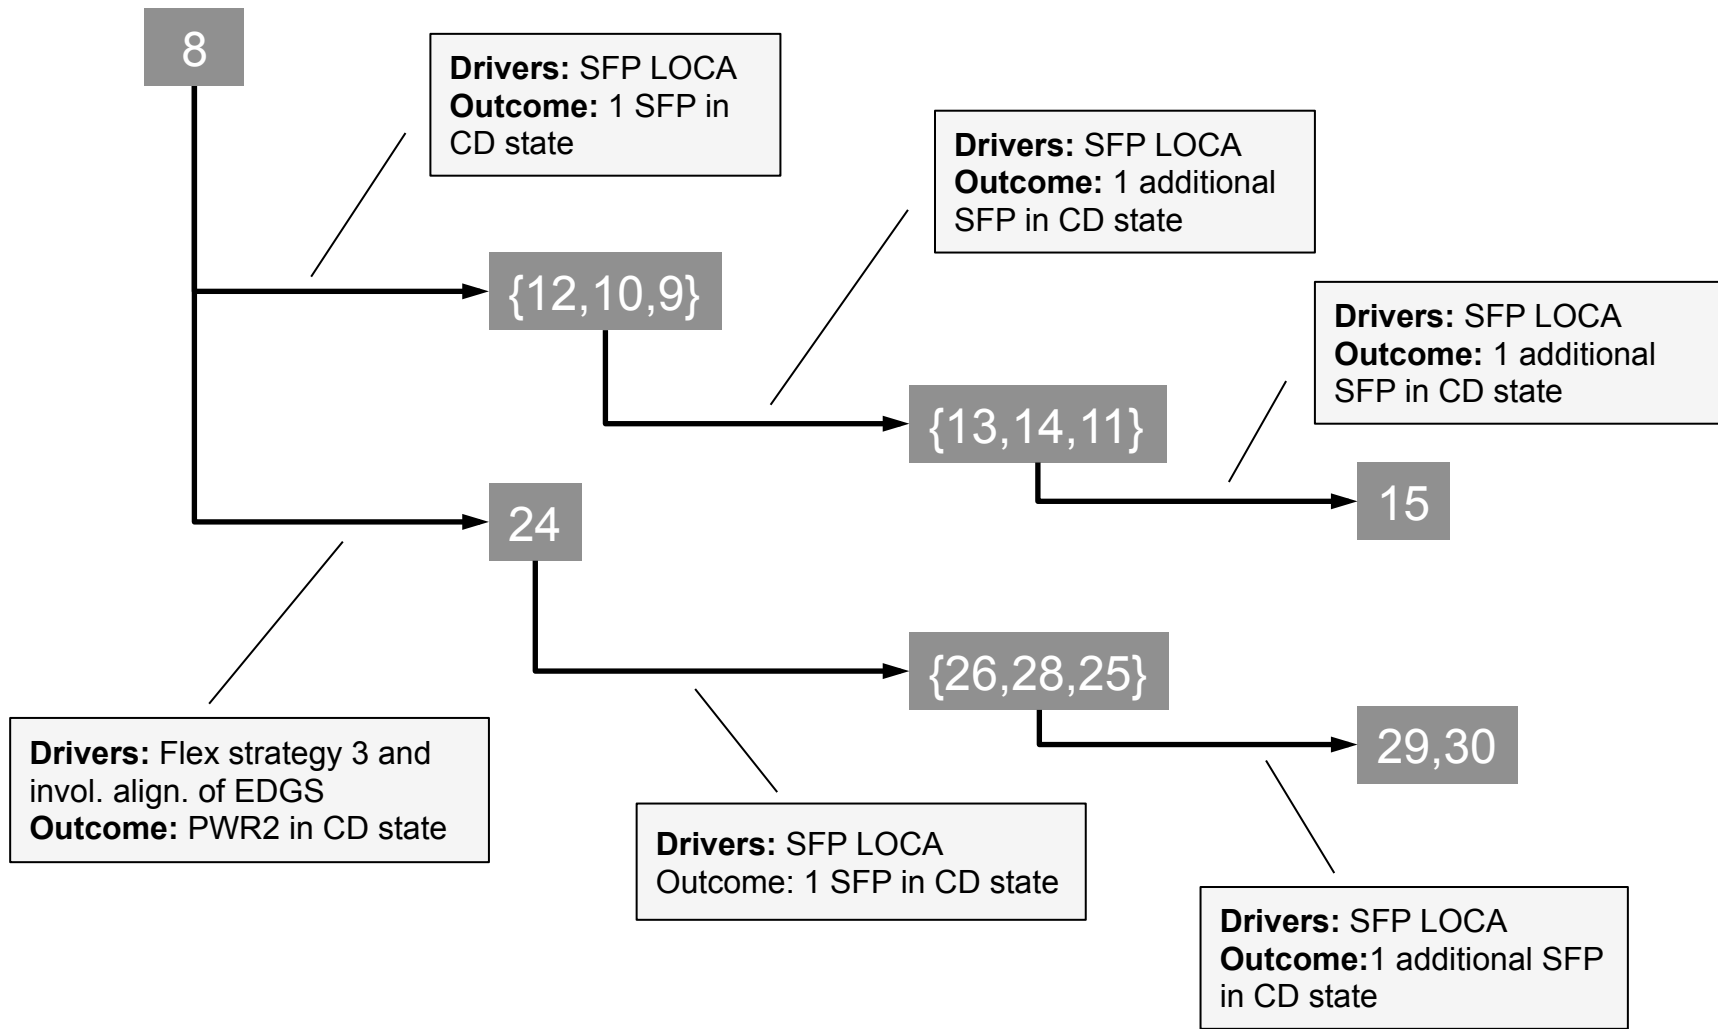 8
Drivers: SFP LOCA
Outcome: 1 SFP in
CD state
Drivers: SFP LOCA
Outcome: 1 additional
SFP in CD state
{12,10,9}
Drivers: SFP LOCA
Outcome: 1 additional
SFP in CD state
{13,14,11}
15
24
{26,28,25}
29,30
Drivers: Flex strategy 3 and
invol. align. of EDGS
Outcome: PWR2 in CD state
Drivers: SFP LOCA
Outcome: 1 SFP in CD state
Drivers: SFP LOCA
Outcome:1 additional SFP
in CD state